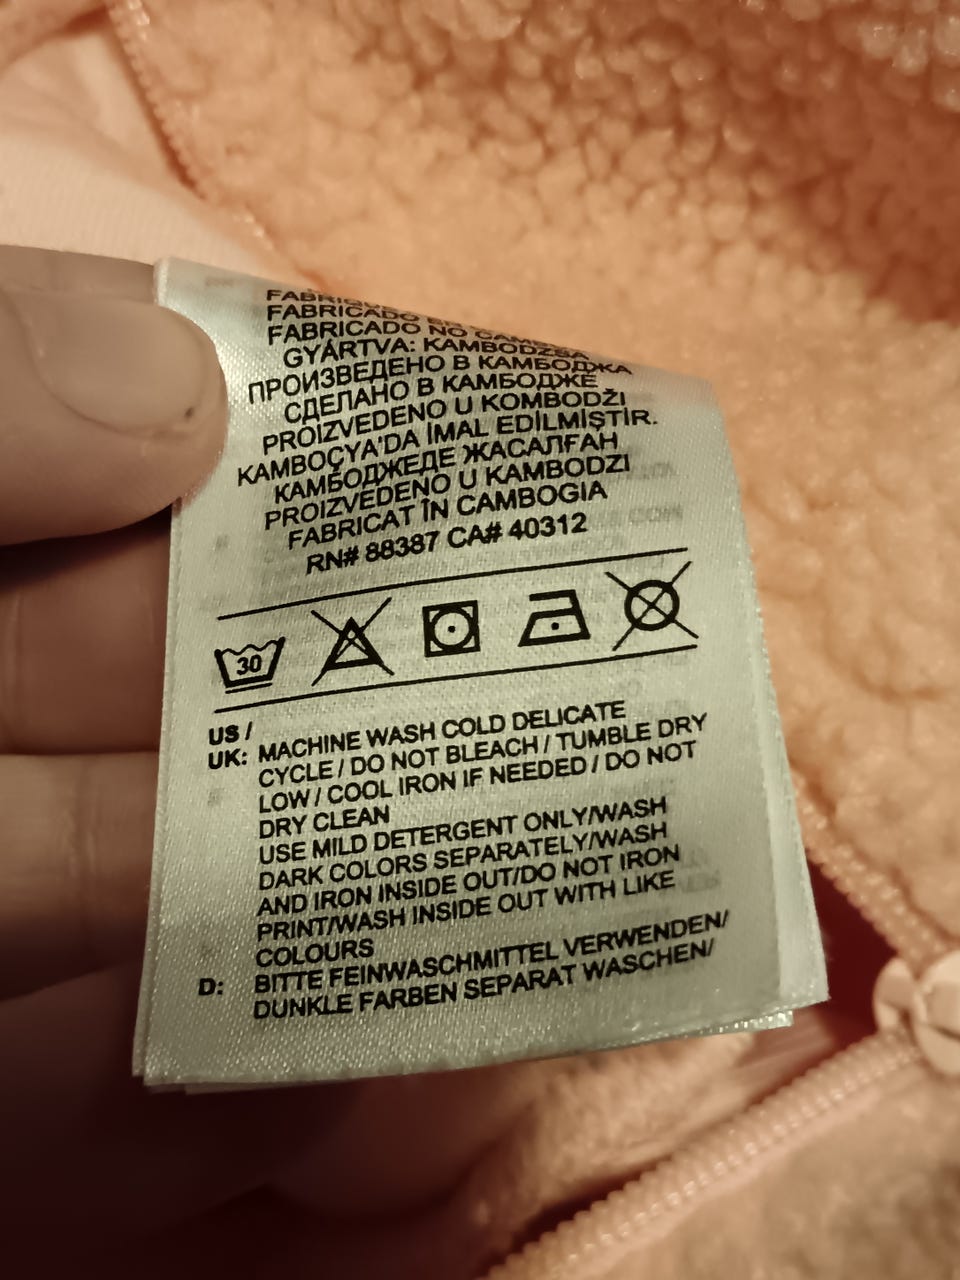 FABRICADO
FABRICADO NO
GYÁRTVA: KAMBODZSA
ПРОИЗВЕДЕНО В КАМБОДЖА
СДЕЛАНО В КАМБОДЖЕ
PROIZVEDENO U KOMBODŽI
KAMBOÇYA'DA İMAL EDİLMİŞTİR.
КАМБОДЖЕДЕ ЖАСАЛҒАН
PROIZVEDENO U KAMBODZI
FABRICAT ÎN CAMBOGIA
RN# 88387 CA# 40312
30
US /
UK: MACHINE WASH COLD DELICATE
CYCLE / DO NOT BLEACH / TUMBLE DRY
LOW / COOL IRON IF NEEDED / DO NOT
DRY CLEAN
USE MILD DETERGENT ONLY/WASH
DARK COLORS SEPARATELY/WASH
AND IRON INSIDE OUT/DO NOT IRON
PRINT/WASH INSIDE OUT WITH LIKE
COLOURS
D: BITTE FEINWASCHMITTEL VERWENDEN/
DUNKLE FARBEN SEPARAT WASCHEN/